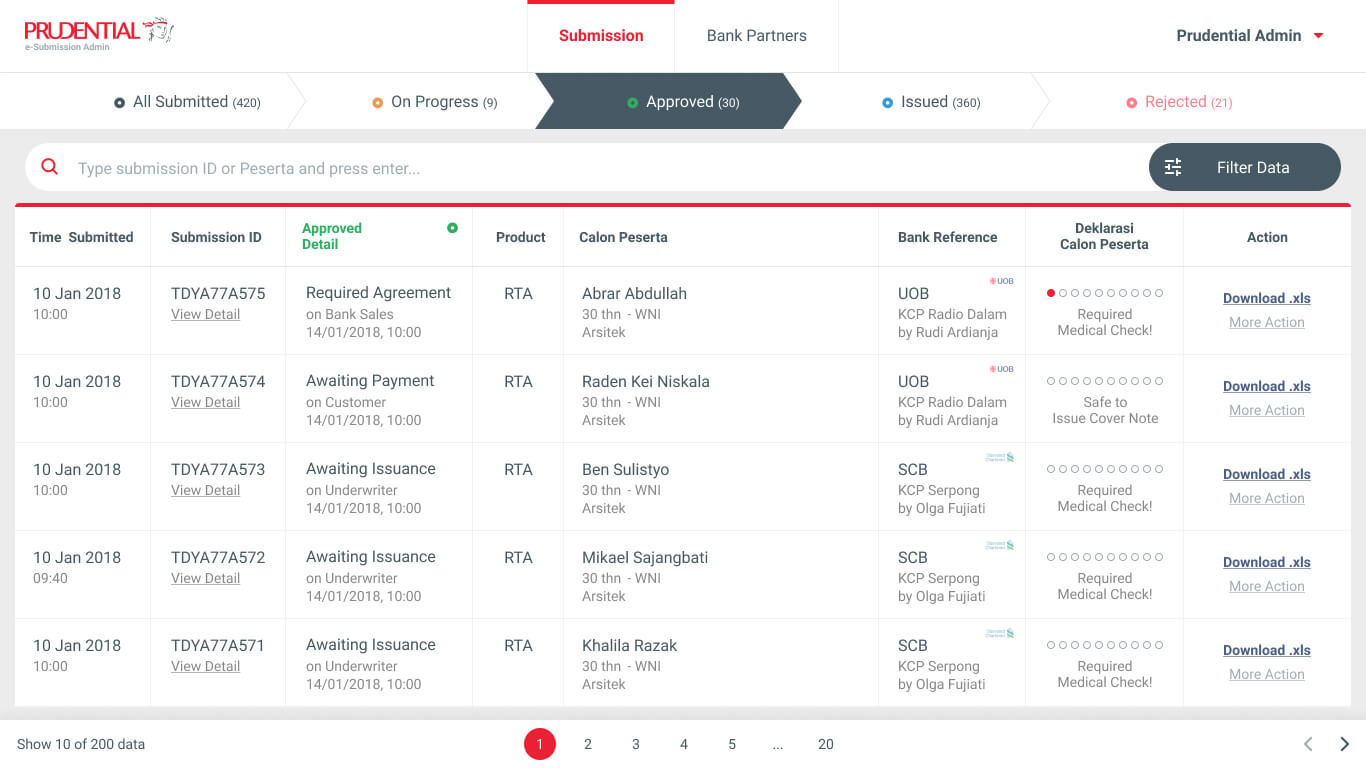 PRUDENTIAL
e-Submission Admin
Submission
Bank Partners
Prudential Admin
All Submitted (420)
On Progress (9)
Approved (30)
Issued (360)
Rejected (21)
Type submission ID or Peserta and press enter...
Filter Data
Time Submitted
Submission ID
Approved
Detail
Product
Calon Peserta
Bank Reference
Deklarasi
Calon Peserta
Action
10 Jan 2018
10:00
TDYA77A575
View Detail
Required Agreement
on Bank Sales
14/01/2018, 10:00
RTA
Abrar Abdullah
30 thn - WNI
Arsitek
UOB
UOB
KCP Radio Dalam
by Rudi Ardianja
Required
Medical Check!
Download .xls
More Action
10 Jan 2018
10:00
TDYA77A574
View Detail
Awaiting Payment
on Customer
14/01/2018, 10:00
RTA
Raden Kei Niskala
30 thn - WNI
Arsitek
UOB
UOB
KCP Radio Dalam
by Rudi Ardianja
Safe to
Issue Cover Note
Download .xls
More Action
10 Jan 2018
10:00
TDYA77A573
View Detail
Awaiting Issuance
on Underwriter
14/01/2018, 10:00
RTA
Ben Sulistyo
30 thn - WNI
Arsitek
Standard
Chartered
SCB
KCP Serpong
by Olga Fujiati
Required
Medical Check!
Download .xls
More Action
10 Jan 2018
09:40
TDYA77A572
View Detail
Awaiting Issuance
on Underwriter
14/01/2018, 10:00
RTA
Mikael Sajangbati
30 thn - WNI
Arsitek
Standard
Chartered
SCB
KCP Serpong
by Olga Fujiati
Required
Medical Check!
Download .xls
More Action
10 Jan 2018
10:00
TDYA77A571
View Detail
Awaiting Issuance
on Underwriter
14/01/2018, 10:00
RTA
Khalila Razak
30 thn - WNI
Arsitek
Standard
Chartered
SCB
KCP Serpong
by Olga Fujiati
Required
Medical Check!
Download .xls
More Action
Show 10 of 200 data
1 2 3 4 5 ... 20